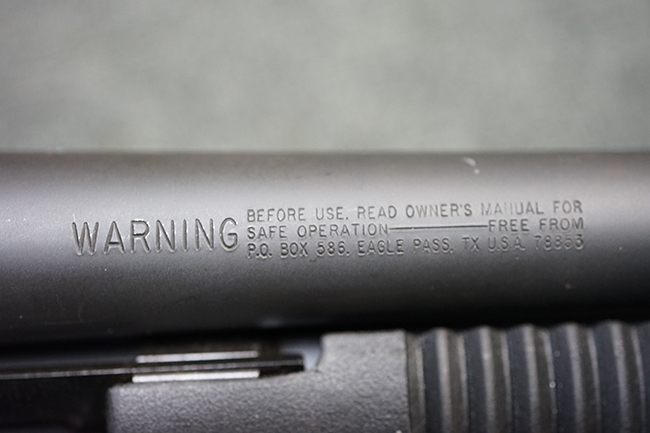 WARNING
BEFORE USE, READ OWNER'S MANUAL FOR
SAFE OPERATION————FREE FROM
P.O. BOX 586, EAGLE PASS, TX U.S.A. 78853